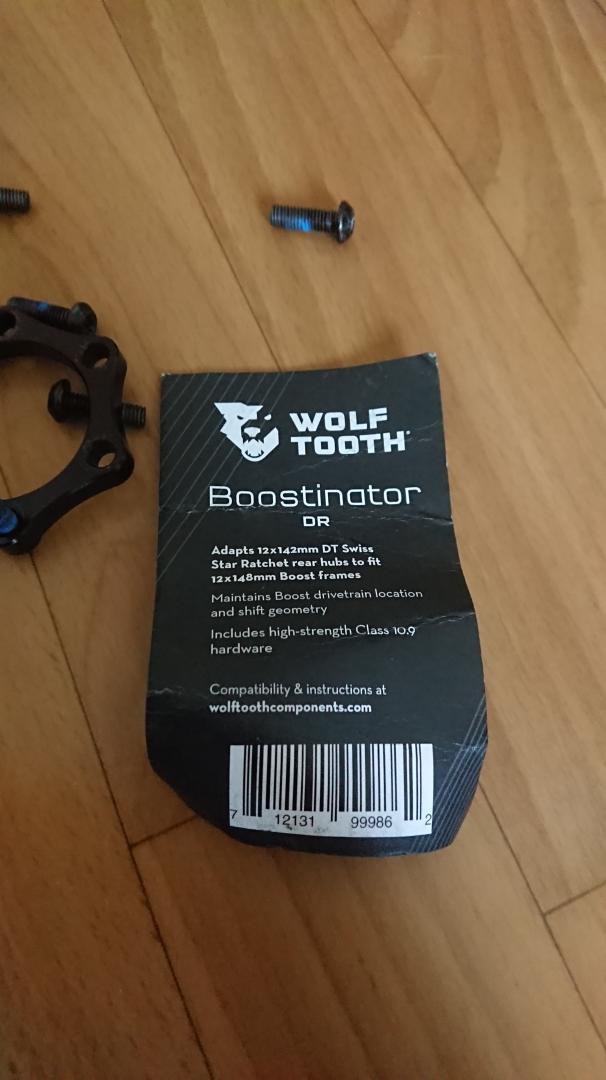 WOLF
TOOTH
Boostinator
DR
Adapts 12x142mm DT Swiss
Star Ratchet rear hubs to fit
12x148mm Boost frames
Maintains Boost drivetrain location
and shift geometry
Includes high-strength Class 10.9
hardware
Compatibility & instructions at
wolftoothcomponents.com
7 12131 99986 2